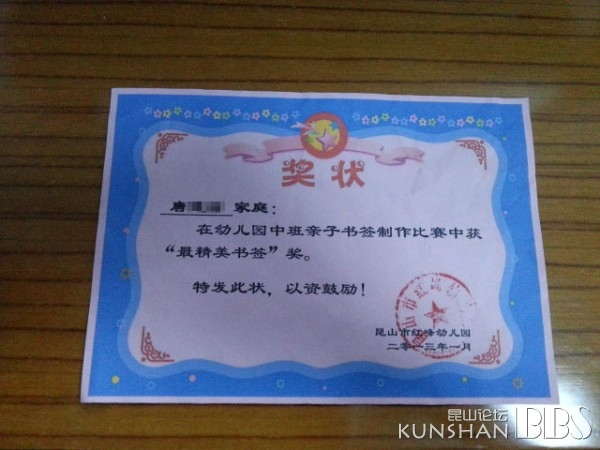 奖状
唐 家庭：
在幼儿园中班亲子书签制作比赛中获
“最精美书签”奖。
特发此状，以资鼓励！
昆山市红峰幼儿园
二零一三年一月
昆山论坛
KUNSHAN BBS